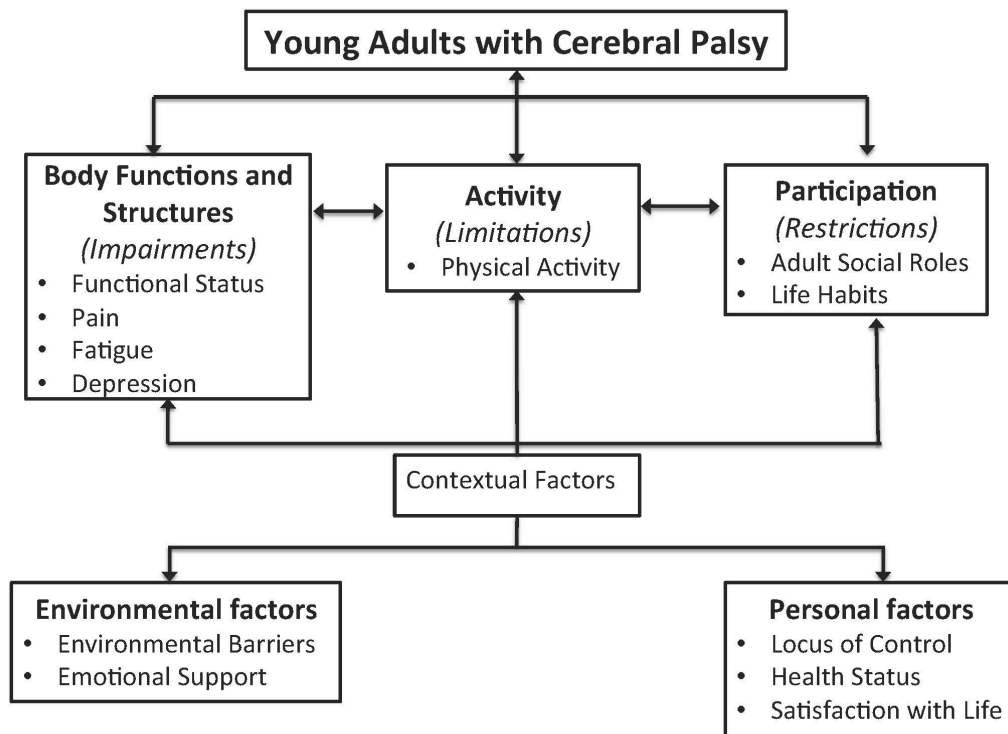 Young Adults with Cerebral Palsy
Body Functions and
Structures
(Impairments)
• Functional Status
• Pain
• Fatigue
• Depression
Activity
(Limitations)
• Physical Activity
Participation
(Restrictions)
• Adult Social Roles
• Life Habits
Contextual Factors
Environmental factors
• Environmental Barriers
• Emotional Support
Personal factors
• Locus of Control
• Health Status
• Satisfaction with Life